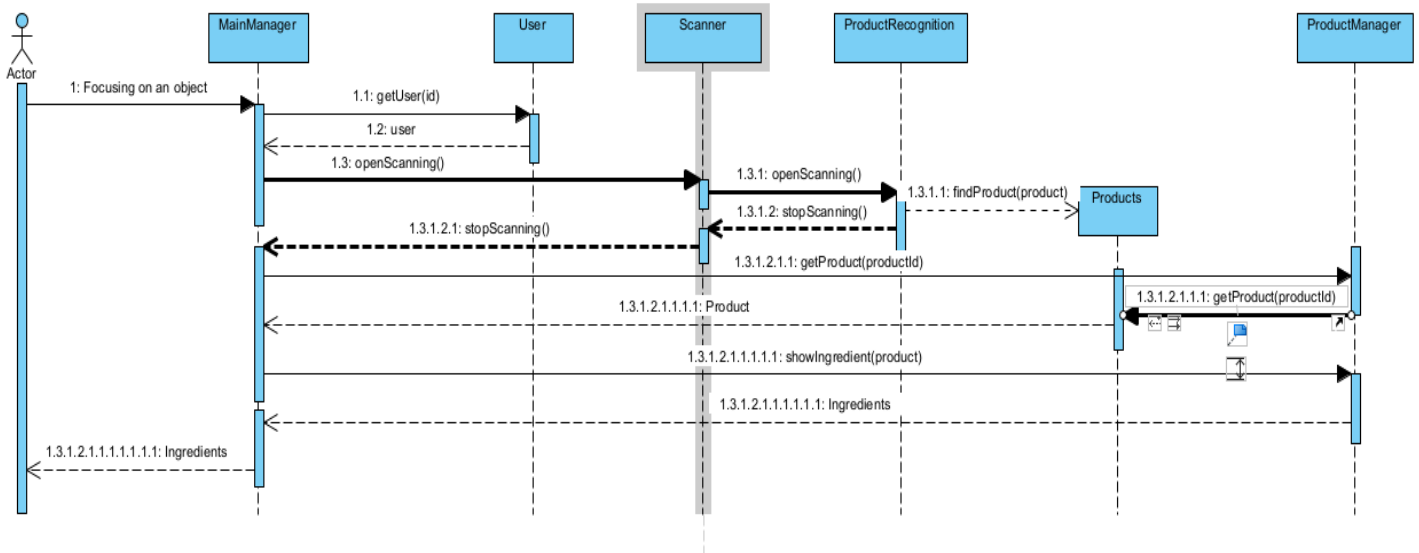 MainManager
User
Scanner
ProductRecognition
ProductManager
Actor
1: Focusing on an object
1.1: getUser(id)
1.2: user
1.3: openScanning()
1.3.1: openScanning()
1.3.1.1: findProduct(product)
Products
1.3.1.2: stopScanning()
1.3.1.2.1: stopScanning()
1.3.1.2.1.1: getProduct(productId)
1.3.1.2.1.1.1: getProduct(productId)
1.3.1.2.1.1.1.1: Product
1.3.1.2.1.1.1.1.1: showIngredient(product)
1.3.1.2.1.1.1.1.1.1: Ingredients
1.3.1.2.1.1.1.1.1.1.1: Ingredients